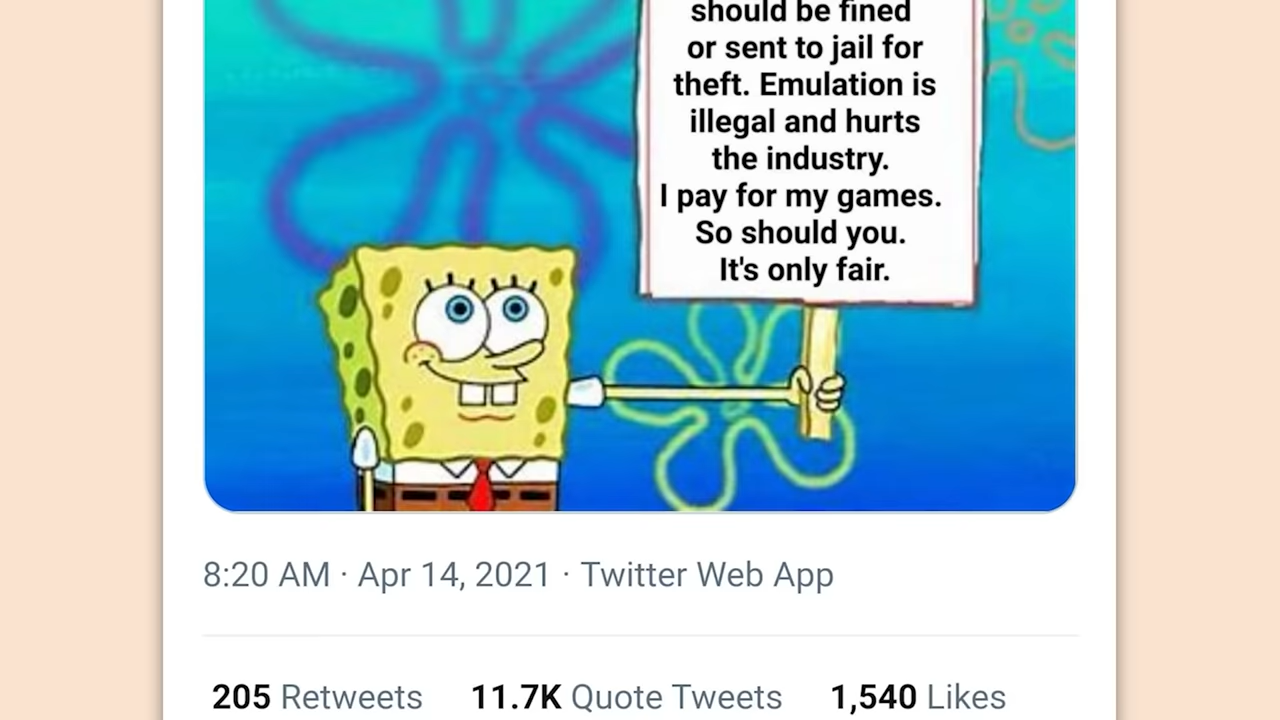 should be fined
or sent to jail for
theft. Emulation is
illegal and hurts
the industry.
I pay for my games.
So should you.
It's only fair.
8:20 AM · Apr 14, 2021 · Twitter Web App
205 Retweets 11.7K Quote Tweets 1,540 Likes